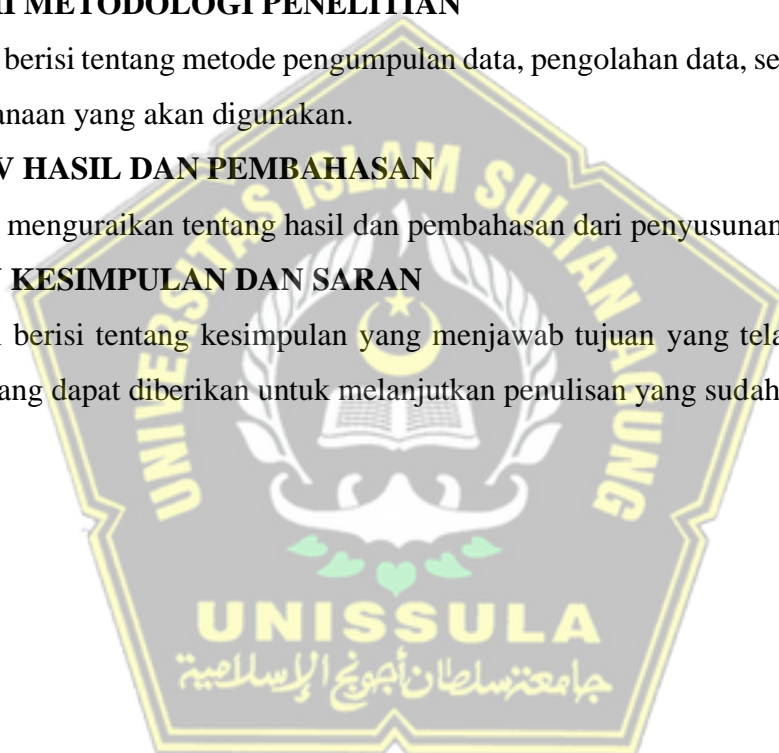 II METODOLOGI PENELITIAN
berisi tentang metode pengumpulan data, pengolahan data, se
anaan yang akan digunakan.
V HASIL DAN PEMBAHASAN
menguraikan tentang hasil dan pembahasan dari penyusunan
KESIMPULAN DAN SARAN
berisi tentang kesimpulan yang menjawab tujuan yang tela
ang dapat diberikan untuk melanjutkan penulisan yang sudah
UNIVERSITAS ISLAM SULTAN AGUNG
UNISSULA
جامعة سلطان أجونج الإسلامية